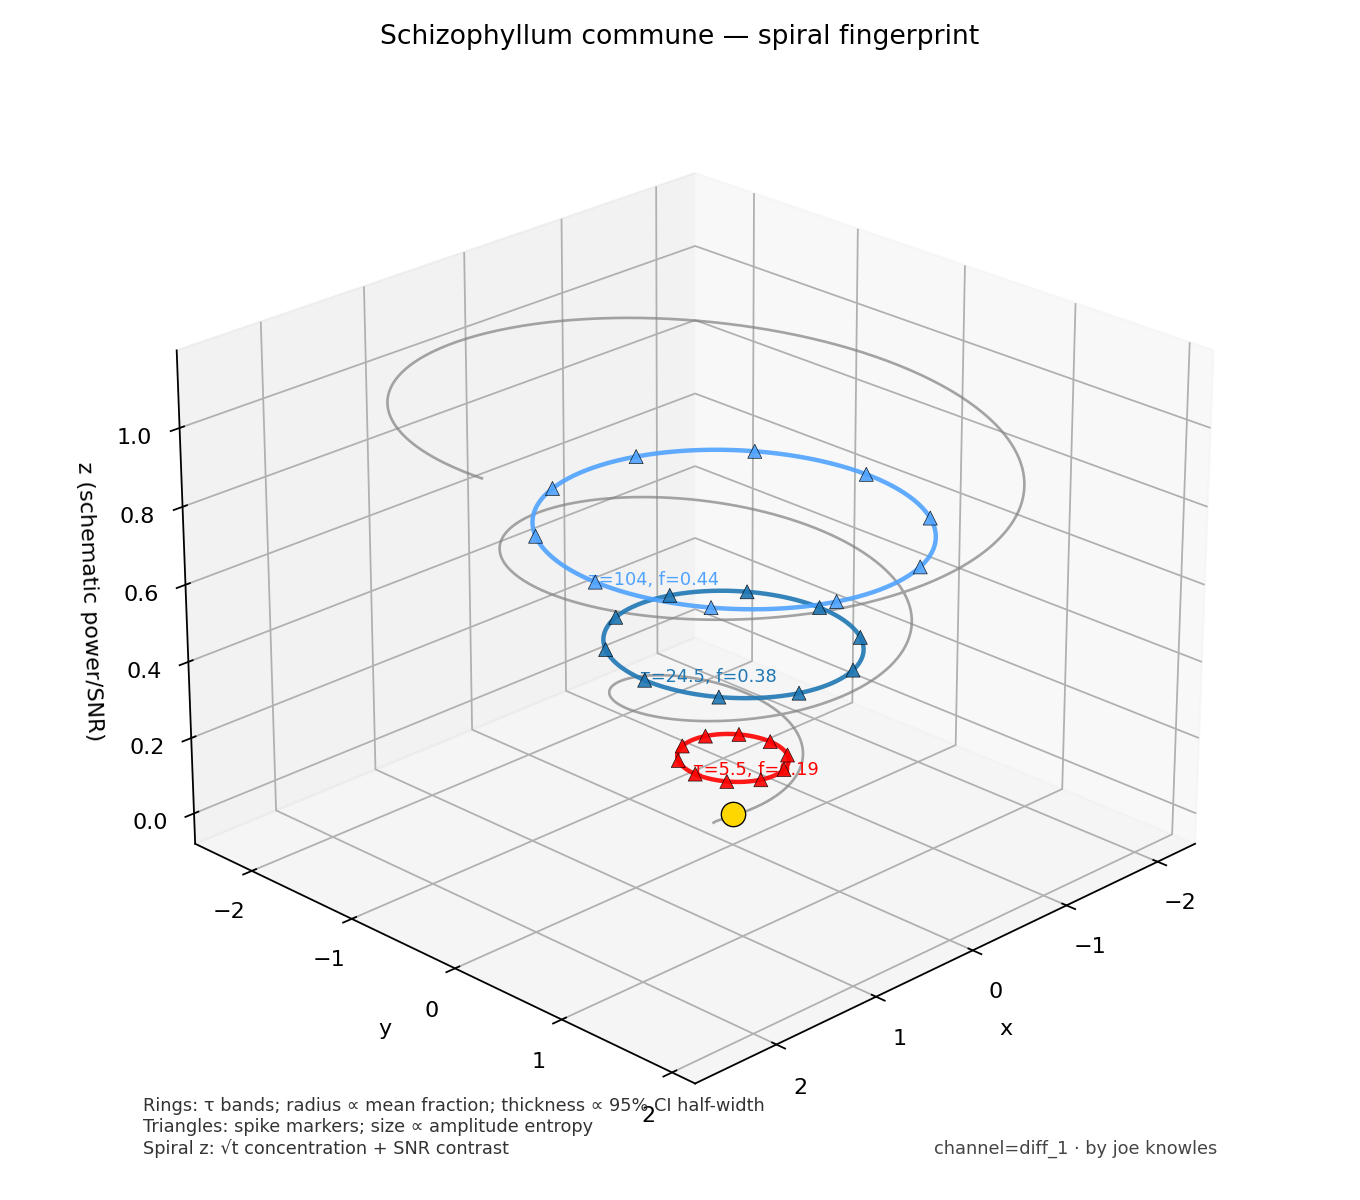 Schizophyllum commune — spiral fingerprint
1.0
0.8
0.6
0.4
0.2
0.0
z (schematic power/SNR)
τ=104, f=0.44
τ=24.5, f=0.38
τ=5.5, f=0.19
−2
−1
0
1
2
y
−2
−1
0
1
2
x
Rings: τ bands; radius ∝ mean fraction; thickness ∝ 95% CI half-width
Triangles: spike markers; size ∝ amplitude entropy
Spiral z: √t concentration + SNR contrast
channel=diff_1 · by joe knowles